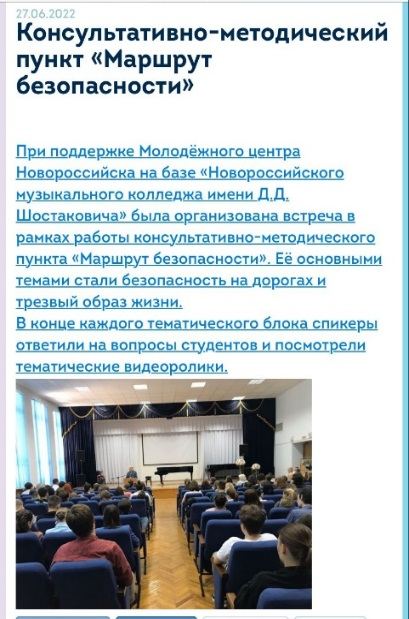 27.06.2022
Консультативно-методический
пункт «Маршрут
безопасности»
При поддержке Молодёжного центра
Новороссийска на базе «Новороссийского
музыкального колледжа имени Д.Д.
Шостаковича» была организована встреча в
рамках работы консультативно-методического
пункта «Маршрут безопасности». Её основными
темами стали безопасность на дорогах и
трезвый образ жизни.
В конце каждого тематического блока спикеры
ответили на вопросы студентов и посмотрели
тематические видеоролики.